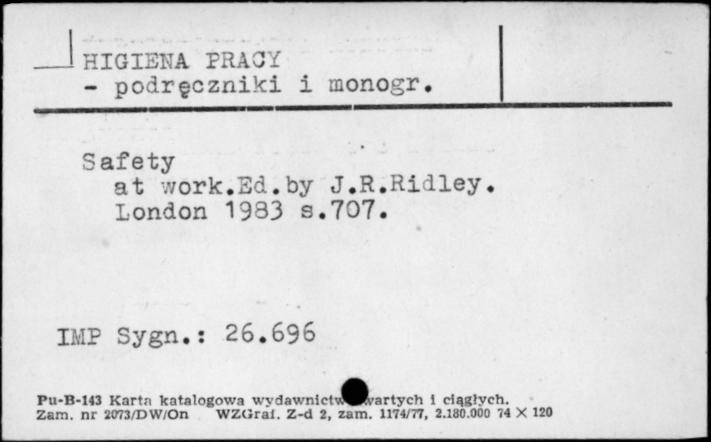 HIGIENA PRACY
- podręczniki i monogr.
Safety
at work.Ed.by J.R.Ridley.
London 1983 s.707.
IMP Sygn.: 26.696
Pu-B-143 Karta katalogowa wydawnictw i ciągłych.
Zam. nr 2073/DW/On WZGraf. Z-d 2, zam. 1174/77, 2.180.000 74 X 120